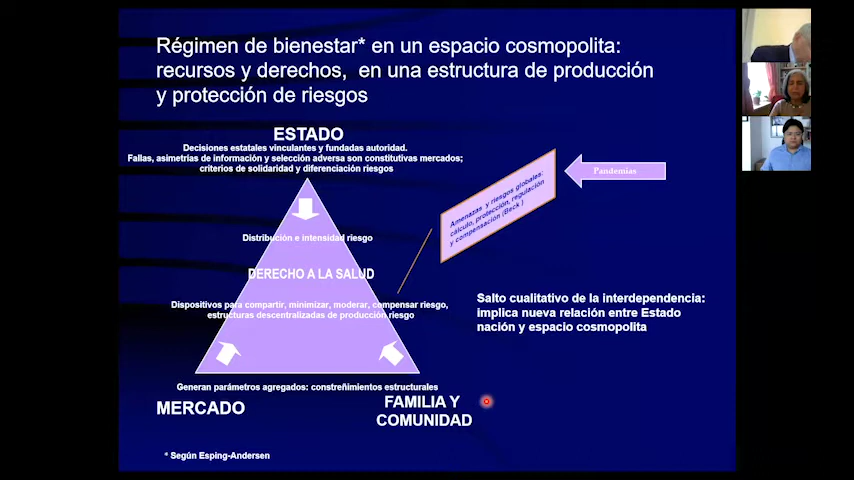 Régimen de bienestar* en un espacio cosmopolita:
recursos y derechos, en una estructura de producción
y protección de riesgos
ESTADO
Decisiones estatales vinculantes y fundadas autoridad.
Fallas, asimetrías de información y selección adversa son constitutivas mercados;
criterios de solidaridad y diferenciación riesgos
Amenazas y riesgos globales:
cálculo, protección, regulación
y compensación (Beck )
Pandemias
Distribución e intensidad riesgo
DERECHO A LA SALUD
Dispositivos para compartir, minimizar, moderar, compensar riesgo,
estructuras descentralizadas de producción riesgo
Salto cualitativo de la interdependencia:
implica nueva relación entre Estado
nación y espacio cosmopolita
Generan parámetros agregados: constreñimientos estructurales
MERCADO
FAMILIA Y
COMUNIDAD
* Según Esping-Andersen